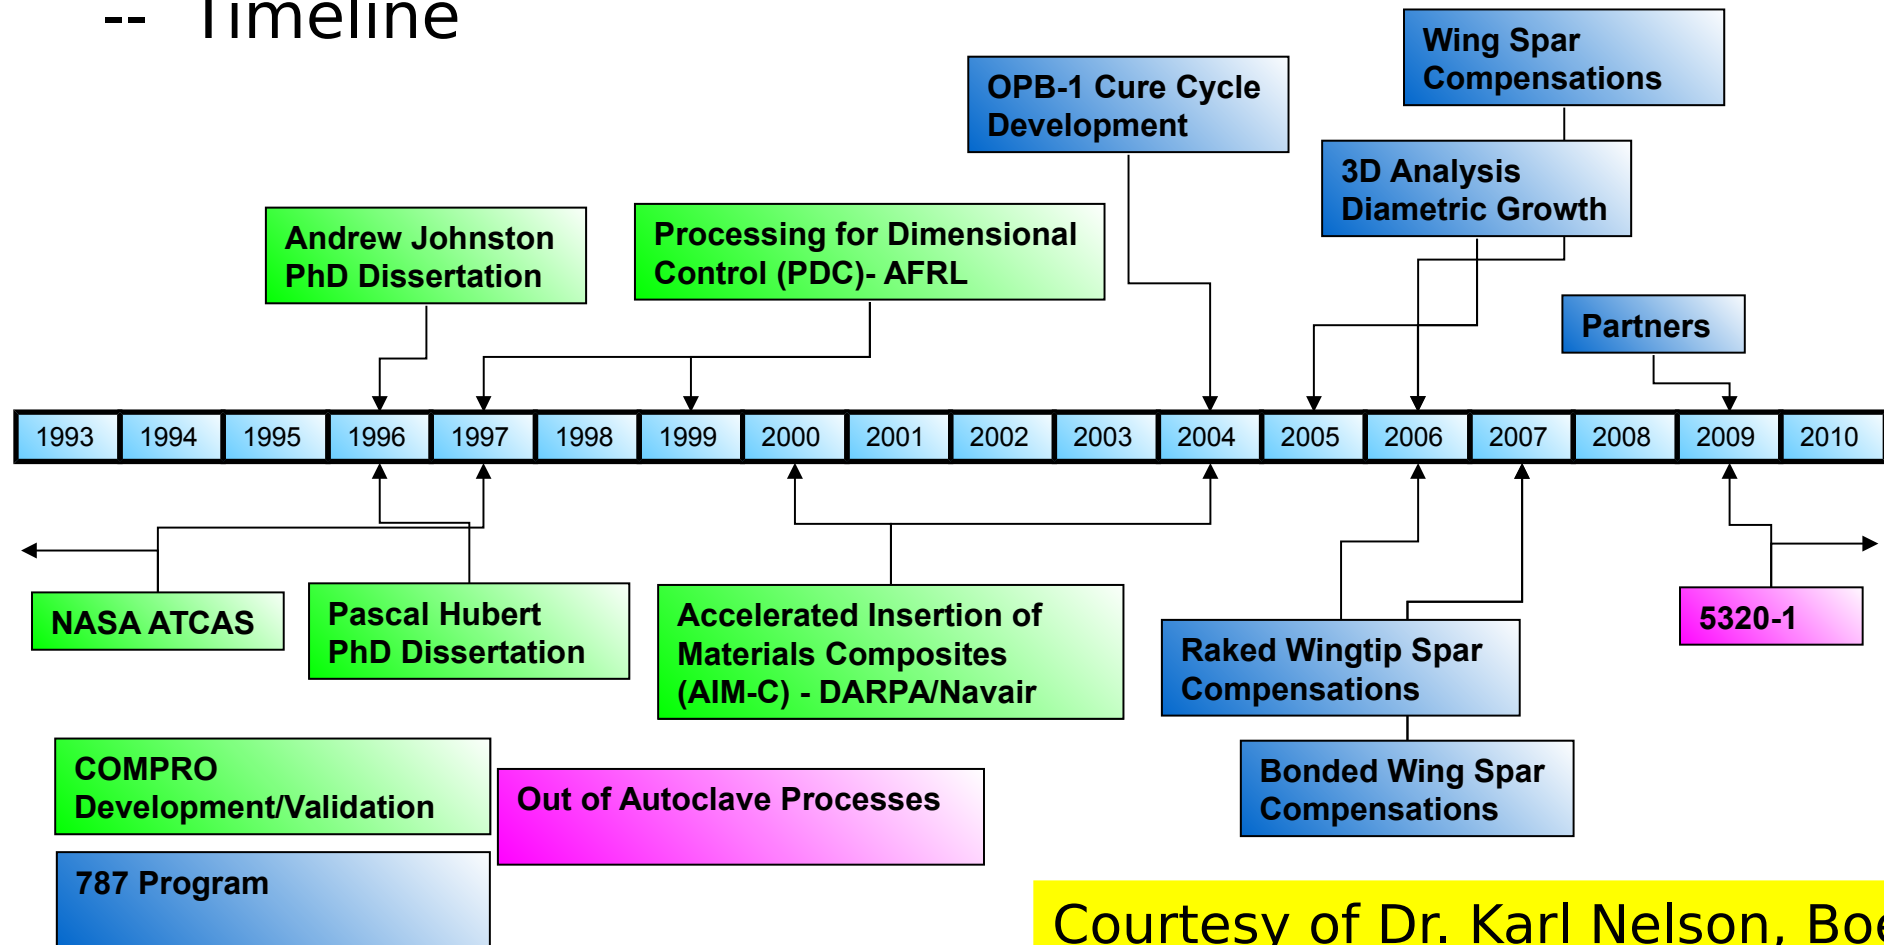 -- Timeline
Wing Spar
Compensations
OPB-1 Cure Cycle
Development
3D Analysis
Diametric Growth
Andrew Johnston
PhD Dissertation
Processing for Dimensional
Control (PDC)- AFRL
Partners
1993 1994 1995 1996 1997 1998 1999 2000 2001 2002 2003 2004 2005 2006 2007 2008 2009 2010
NASA ATCAS
Pascal Hubert
PhD Dissertation
Accelerated Insertion of
Materials Composites
(AIM-C) - DARPA/Navair
Raked Wingtip Spar
Compensations
5320-1
Bonded Wing Spar
Compensations
COMPRO
Development/Validation
Out of Autoclave Processes
787 Program
Courtesy of Dr. Karl Nelson,